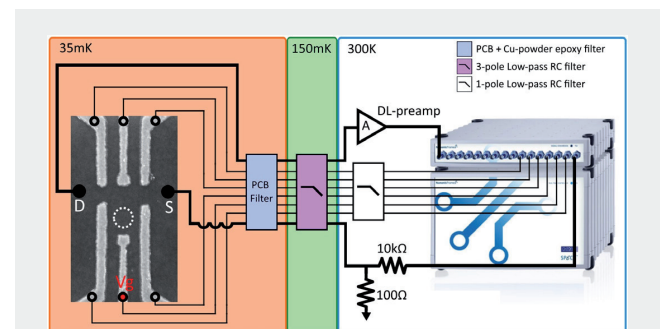 35mK
150mK
300K
PCB + Cu-powder epoxy filter
3-pole Low-pass RC filter
1-pole Low-pass RC filter
DL-preamp
A
D
S
PCB
Filter
Vg
10kΩ
100Ω